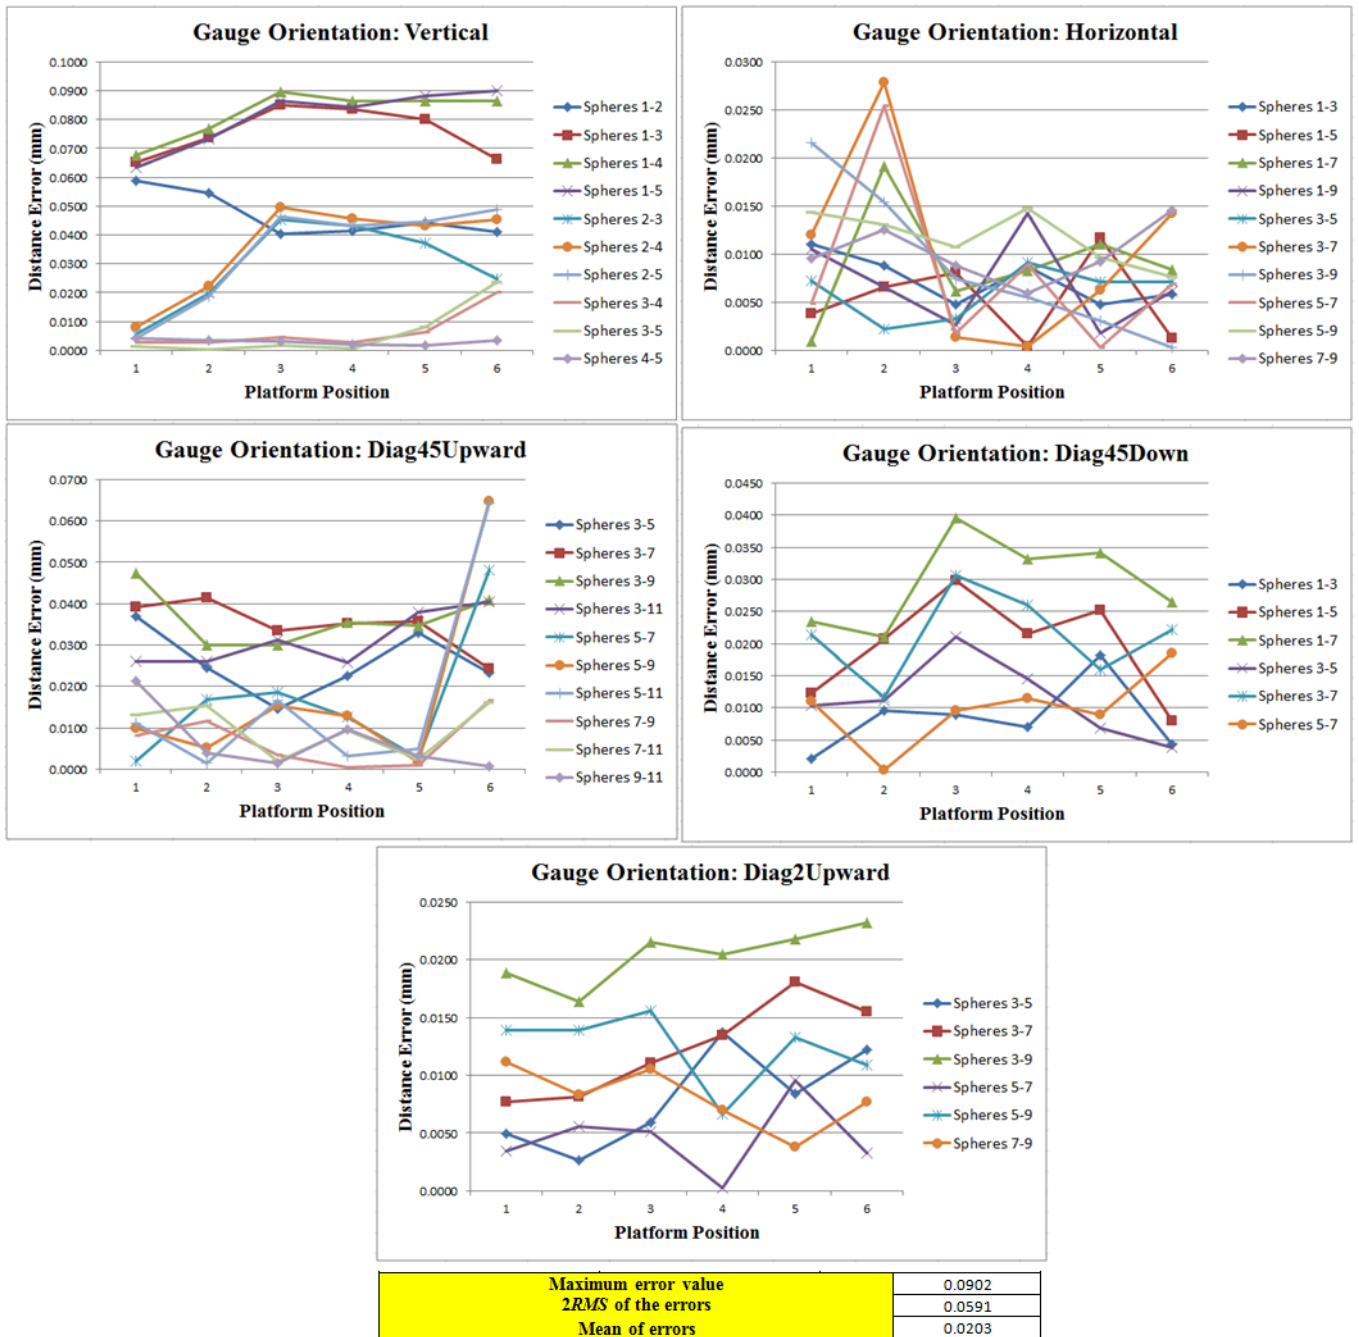 Gauge Orientation: Vertical
Distance Error (mm)
0.1000
0.0900
0.0800
0.0700
0.0600
0.0500
0.0400
0.0300
0.0200
0.0100
0.0000
1 2 3 4 5 6
Platform Position
Spheres 1-2
Spheres 1-3
Spheres 1-4
Spheres 1-5
Spheres 2-3
Spheres 2-4
Spheres 2-5
Spheres 3-4
Spheres 3-5
Spheres 4-5
Gauge Orientation: Horizontal
Distance Error (mm)
0.0300
0.0250
0.0200
0.0150
0.0100
0.0050
0.0000
1 2 3 4 5 6
Platform Position
Spheres 1-3
Spheres 1-5
Spheres 1-7
Spheres 1-9
Spheres 3-5
Spheres 3-7
Spheres 3-9
Spheres 5-7
Spheres 5-9
Spheres 7-9
Gauge Orientation: Diag45Upward
Distance Error (mm)
0.0700
0.0600
0.0500
0.0400
0.0300
0.0200
0.0100
0.0000
1 2 3 4 5 6
Platform Position
Spheres 3-5
Spheres 3-7
Spheres 3-9
Spheres 3-11
Spheres 5-7
Spheres 5-9
Spheres 5-11
Spheres 7-9
Spheres 7-11
Spheres 9-11
Gauge Orientation: Diag45Down
Distance Error (mm)
0.0450
0.0400
0.0350
0.0300
0.0250
0.0200
0.0150
0.0100
0.0050
0.0000
1 2 3 4 5 6
Platform Position
Spheres 1-3
Spheres 1-5
Spheres 1-7
Spheres 3-5
Spheres 3-7
Spheres 5-7
Gauge Orientation: Diag2Upward
Distance Error (mm)
0.0250
0.0200
0.0150
0.0100
0.0050
0.0000
1 2 3 4 5 6
Platform Position
Spheres 3-5
Spheres 3-7
Spheres 3-9
Spheres 5-7
Spheres 5-9
Spheres 7-9
Maximum error value 0.0902
2RMS of the errors 0.0591
Mean of errors 0.0203